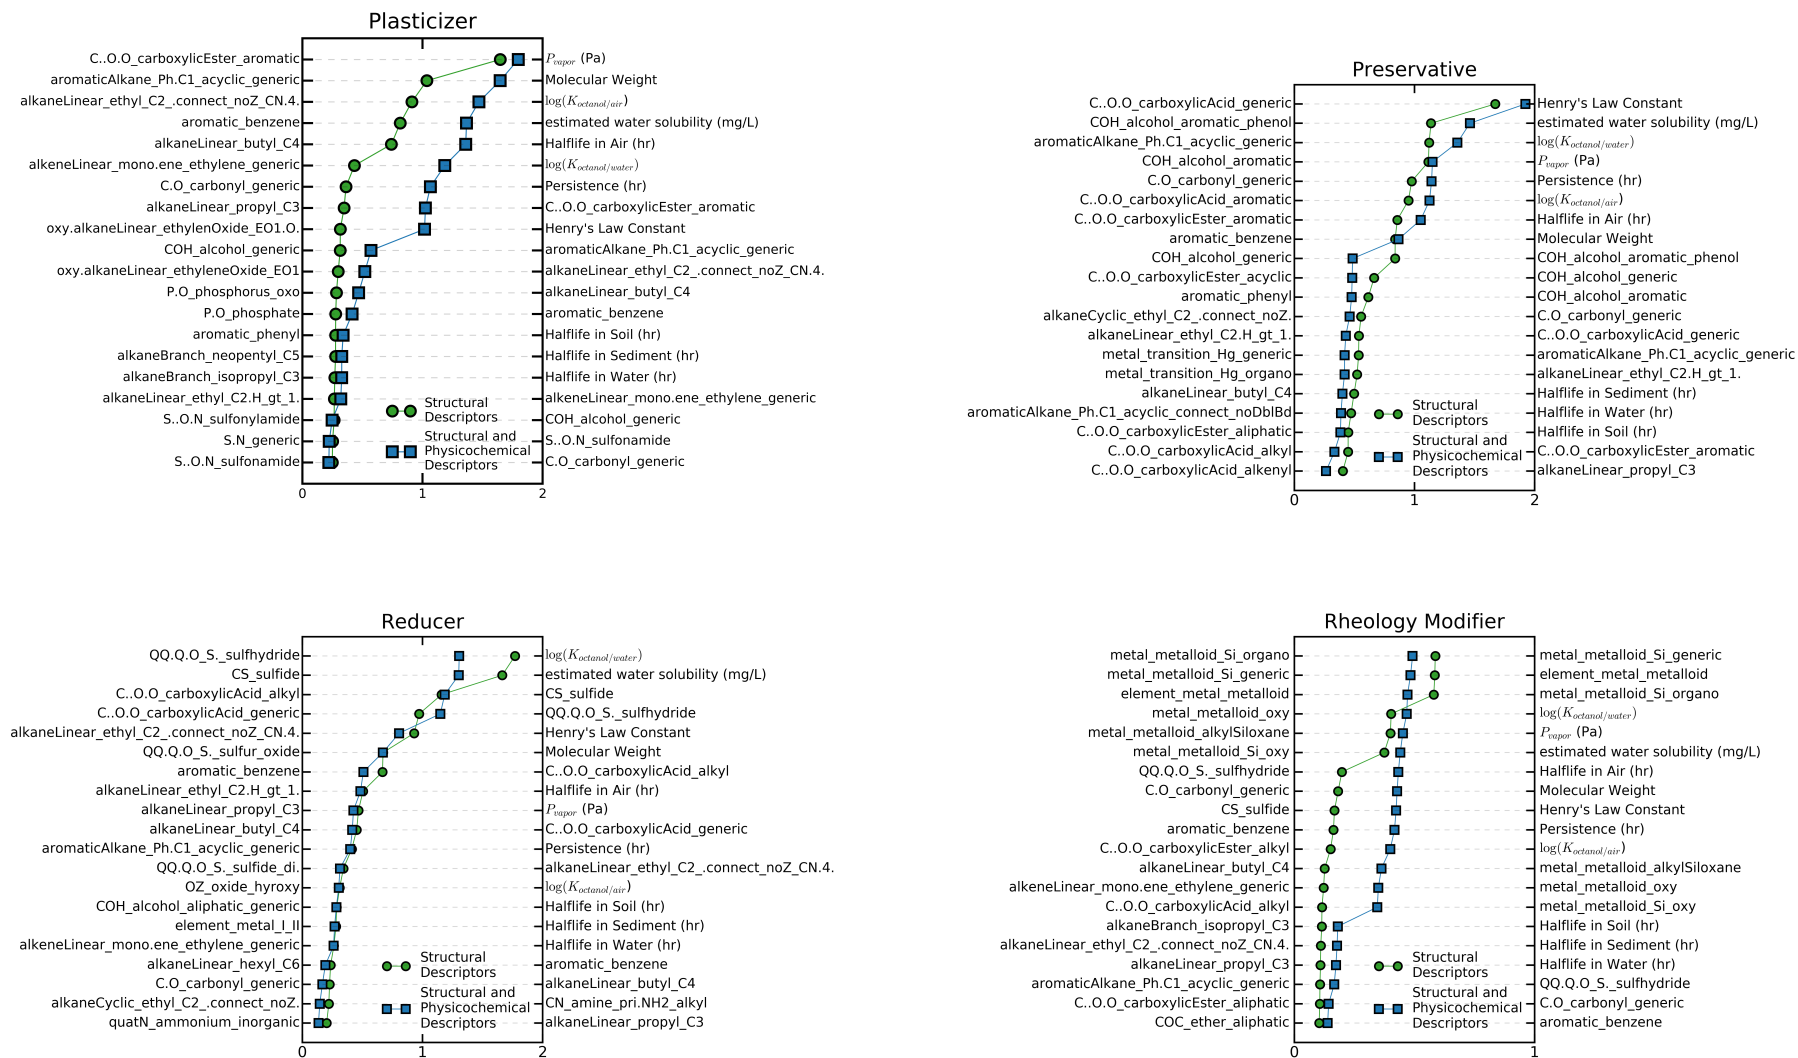 Plasticizer
C..O.O_carboxylicEster_aromatic
aromaticAlkane_Ph.C1_acyclic_generic
alkaneLinear_ethyl_C2_.connect_noZ_CN.4.
aromatic_benzene
alkaneLinear_butyl_C4
alkeneLinear_mono.ene_ethylene_generic
C.O_carbonyl_generic
alkaneLinear_propyl_C3
oxy.alkaneLinear_ethylenOxide_EO1.O.
COH_alcohol_generic
oxy.alkaneLinear_ethyleneOxide_EO1
P.O_phosphorus_oxo
P.O_phosphate
aromatic_phenyl
alkaneBranch_neopentyl_C5
alkaneBranch_isopropyl_C3
alkaneLinear_ethyl_C2.H_gt_1.
S..O.N_sulfonylamide
S.N_generic
S..O.N_sulfonamide
P_vapor (Pa)
Molecular Weight
log(K_octanol/air)
estimated water solubility (mg/L)
Halflife in Air (hr)
log(K_octanol/water)
Persistence (hr)
C..O.O_carboxylicEster_aromatic
Henry's Law Constant
aromaticAlkane_Ph.C1_acyclic_generic
alkaneLinear_ethyl_C2_.connect_noZ_CN.4.
alkaneLinear_butyl_C4
aromatic_benzene
Halflife in Soil (hr)
Halflife in Sediment (hr)
Halflife in Water (hr)
alkeneLinear_mono.ene_ethylene_generic
COH_alcohol_generic
S..O.N_sulfonamide
C.O_carbonyl_generic
Structural
Descriptors
Structural and
Physicochemical
Descriptors
0 1 2
Preservative
C..O.O_carboxylicAcid_generic
COH_alcohol_aromatic_phenol
aromaticAlkane_Ph.C1_acyclic_generic
COH_alcohol_aromatic
C.O_carbonyl_generic
C..O.O_carboxylicAcid_aromatic
C..O.O_carboxylicEster_aromatic
aromatic_benzene
COH_alcohol_generic
C..O.O_carboxylicEster_acyclic
aromatic_phenyl
alkaneCyclic_ethyl_C2_.connect_noZ.
alkaneLinear_ethyl_C2.H_gt_1.
metal_transition_Hg_generic
metal_transition_Hg_organo
alkaneLinear_butyl_C4
aromaticAlkane_Ph.C1_acyclic_connect_noDblBd
C..O.O_carboxylicEster_aliphatic
C..O.O_carboxylicAcid_alkyl
C..O.O_carboxylicAcid_alkenyl
Henry's Law Constant
estimated water solubility (mg/L)
log(K_octanol/water)
P_vapor (Pa)
Persistence (hr)
log(K_octanol/air)
Halflife in Air (hr)
Molecular Weight
COH_alcohol_aromatic_phenol
COH_alcohol_generic
COH_alcohol_aromatic
C.O_carbonyl_generic
C..O.O_carboxylicAcid_generic
aromaticAlkane_Ph.C1_acyclic_generic
alkaneLinear_ethyl_C2.H_gt_1.
Halflife in Sediment (hr)
Halflife in Water (hr)
Halflife in Soil (hr)
C..O.O_carboxylicEster_aromatic
alkaneLinear_propyl_C3
Structural
Descriptors
Structural and
Physicochemical
Descriptors
0 1 2
Reducer
QQ.Q.O_S._sulfhydride
CS_sulfide
C..O.O_carboxylicAcid_alkyl
C..O.O_carboxylicAcid_generic
alkaneLinear_ethyl_C2_.connect_noZ_CN.4.
QQ.Q.O_S._sulfur_oxide
aromatic_benzene
alkaneLinear_ethyl_C2.H_gt_1.
alkaneLinear_propyl_C3
alkaneLinear_butyl_C4
aromaticAlkane_Ph.C1_acyclic_generic
QQ.Q.O_S._sulfide_di.
OZ_oxide_hyroxy
COH_alcohol_aliphatic_generic
element_metal_I_II
alkeneLinear_mono.ene_ethylene_generic
alkaneLinear_hexyl_C6
C.O_carbonyl_generic
alkaneCyclic_ethyl_C2_.connect_noZ.
quatN_ammonium_inorganic
log(K_octanol/water)
estimated water solubility (mg/L)
CS_sulfide
QQ.Q.O_S._sulfhydride
Henry's Law Constant
Molecular Weight
C..O.O_carboxylicAcid_alkyl
Halflife in Air (hr)
P_vapor (Pa)
C..O.O_carboxylicAcid_generic
Persistence (hr)
alkaneLinear_ethyl_C2_.connect_noZ_CN.4.
log(K_octanol/air)
Halflife in Soil (hr)
Halflife in Sediment (hr)
Halflife in Water (hr)
aromatic_benzene
alkaneLinear_butyl_C4
CN_amine_pri.NH2_alkyl
alkaneLinear_propyl_C3
Structural
Descriptors
Structural and
Physicochemical
Descriptors
0 1 2
Rheology Modifier
metal_metalloid_Si_organo
metal_metalloid_Si_generic
element_metal_metalloid
metal_metalloid_oxy
metal_metalloid_alkylSiloxane
metal_metalloid_Si_oxy
QQ.Q.O_S._sulfhydride
C.O_carbonyl_generic
CS_sulfide
aromatic_benzene
C..O.O_carboxylicEster_alkyl
alkaneLinear_butyl_C4
alkeneLinear_mono.ene_ethylene_generic
C..O.O_carboxylicAcid_alkyl
alkaneBranch_isopropyl_C3
alkaneLinear_ethyl_C2_.connect_noZ_CN.4.
alkaneLinear_propyl_C3
aromaticAlkane_Ph.C1_acyclic_generic
C..O.O_carboxylicEster_aliphatic
COC_ether_aliphatic
metal_metalloid_Si_generic
element_metal_metalloid
metal_metalloid_Si_organo
log(K_octanol/water)
P_vapor (Pa)
estimated water solubility (mg/L)
Halflife in Air (hr)
Molecular Weight
Henry's Law Constant
Persistence (hr)
log(K_octanol/air)
metal_metalloid_alkylSiloxane
metal_metalloid_oxy
metal_metalloid_Si_oxy
Halflife in Soil (hr)
Halflife in Sediment (hr)
Halflife in Water (hr)
QQ.Q.O_S._sulfhydride
C.O_carbonyl_generic
aromatic_benzene
Structural
Descriptors
Structural and
Physicochemical
Descriptors
0 1